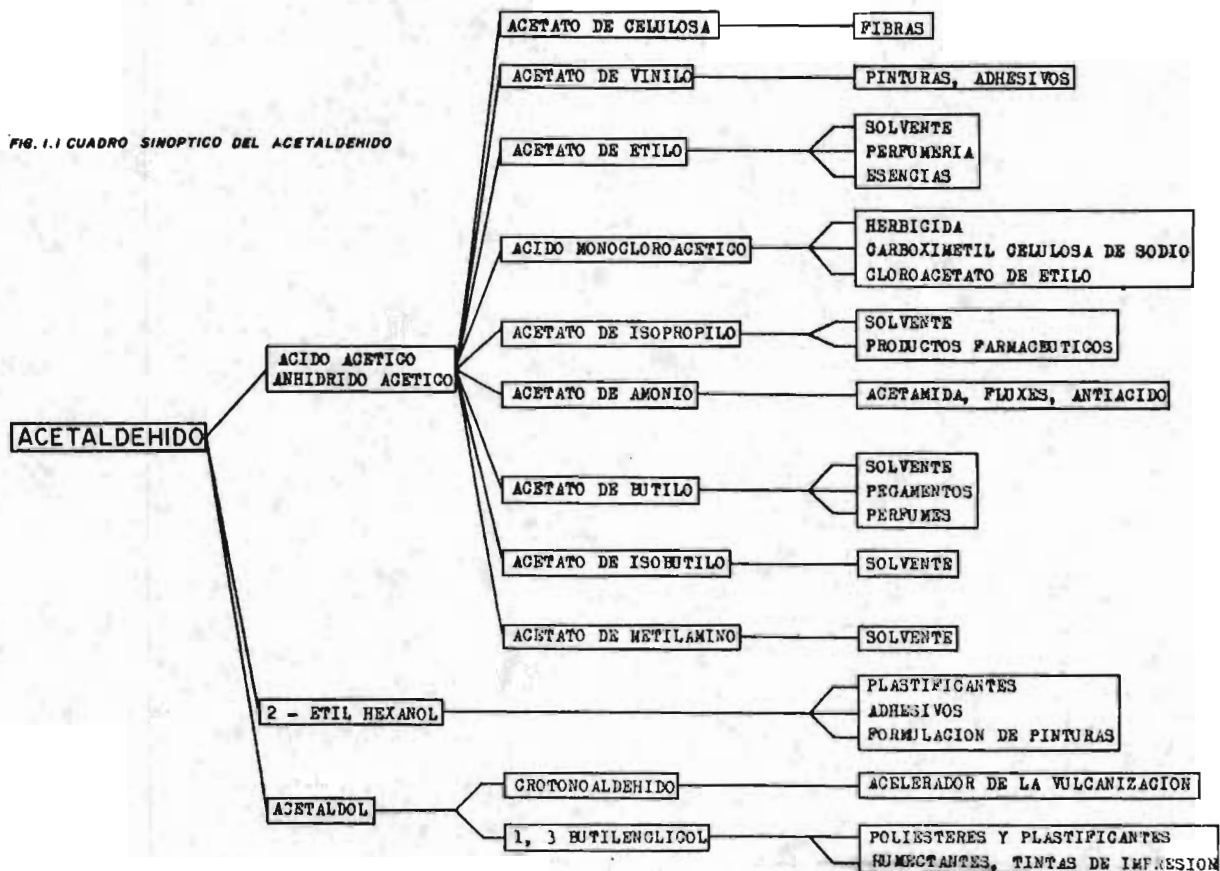 FIG. 1.1 CUADRO SINOPTICO DEL ACETALDEHIDO
ACETALDEHIDO
ACIDO ACETICO
ANHIDRIDO ACETICO
ACETATO DE CELULOSA
FIBRAS
ACETATO DE VINILO
PINTURAS, ADHESIVOS
ACETATO DE ETILO
SOLVENTE
PERFUMERIA
ESENCIAS
ACIDO MONOCLOROACETICO
HERBICIDA
CARBOXIMETIL CELULOSA DE SODIO
CLOROACETATO DE ETILO
ACETATO DE ISOPROPILO
SOLVENTE
PRODUCTOS FARMACEUTICOS
ACETATO DE AMONIO
ACETAMIDA, FLUXES, ANTIACIDO
ACETATO DE BUTILO
SOLVENTE
PEGAMENTOS
PERFUMES
ACETATO DE ISOBUTILO
SOLVENTE
ACETATO DE METILAMINO
SOLVENTE
2 - ETIL HEXANOL
PLASTIFICANTES
ADHESIVOS
FORMULACION DE PINTURAS
ACETALDOL
CROTONOALDEHIDO
ACELERADOR DE LA VULCANIZACION
1, 3 BUTILENGLICOL
POLIESTERES Y PLASTIFICANTES
HUMECTANTES, TINTAS DE IMPRESION